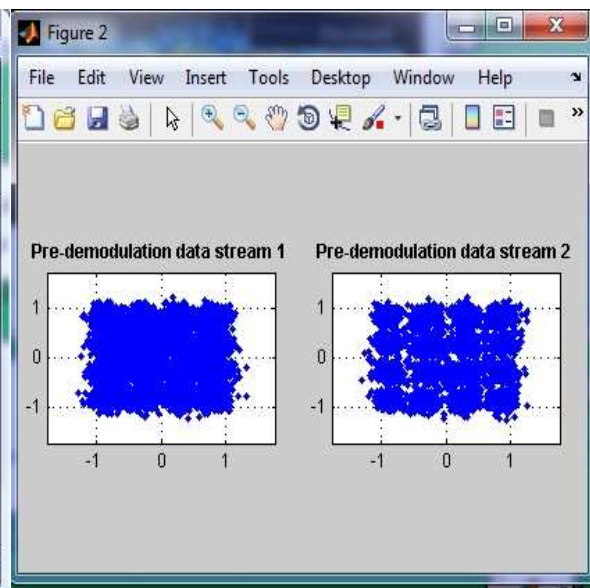 Figure 2
File Edit View Insert Tools Desktop Window Help
Pre-demodulation data stream 1
Pre-demodulation data stream 2
1
0
-1
-1 0 1
1
0
-1
-1 0 1